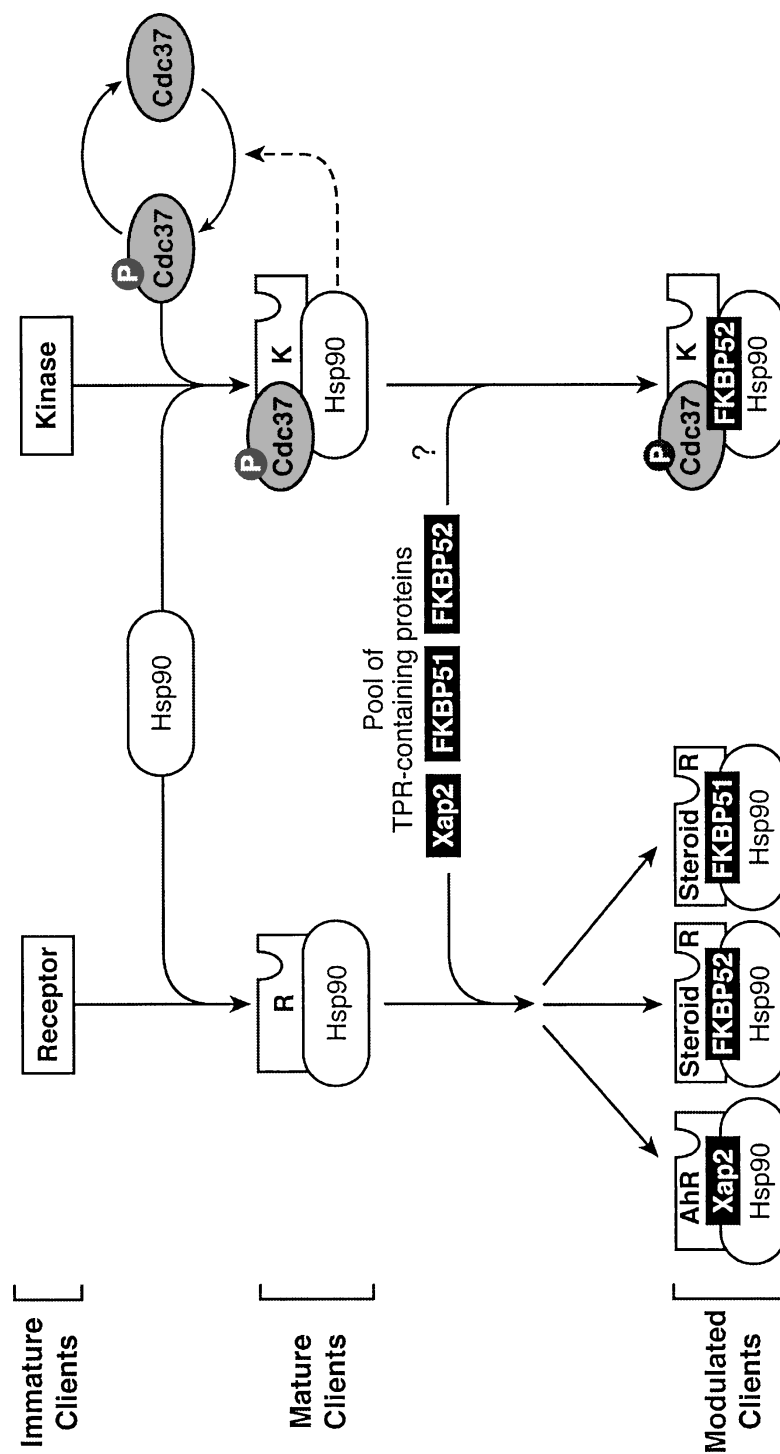 Immature
Clients
Receptor
Kinase
Hsp90
P
Cdc37
Cdc37
Mature
Clients
R
Hsp90
P
Cdc37
K
Hsp90
Pool of
TPR-containing proteins
Xap2
FKBP51
FKBP52
?
Modulated
Clients
AhR
Xap2
Hsp90
Steroid R
FKBP52
Hsp90
Steroid R
FKBP51
Hsp90
P
Cdc37
K
FKBP52
Hsp90